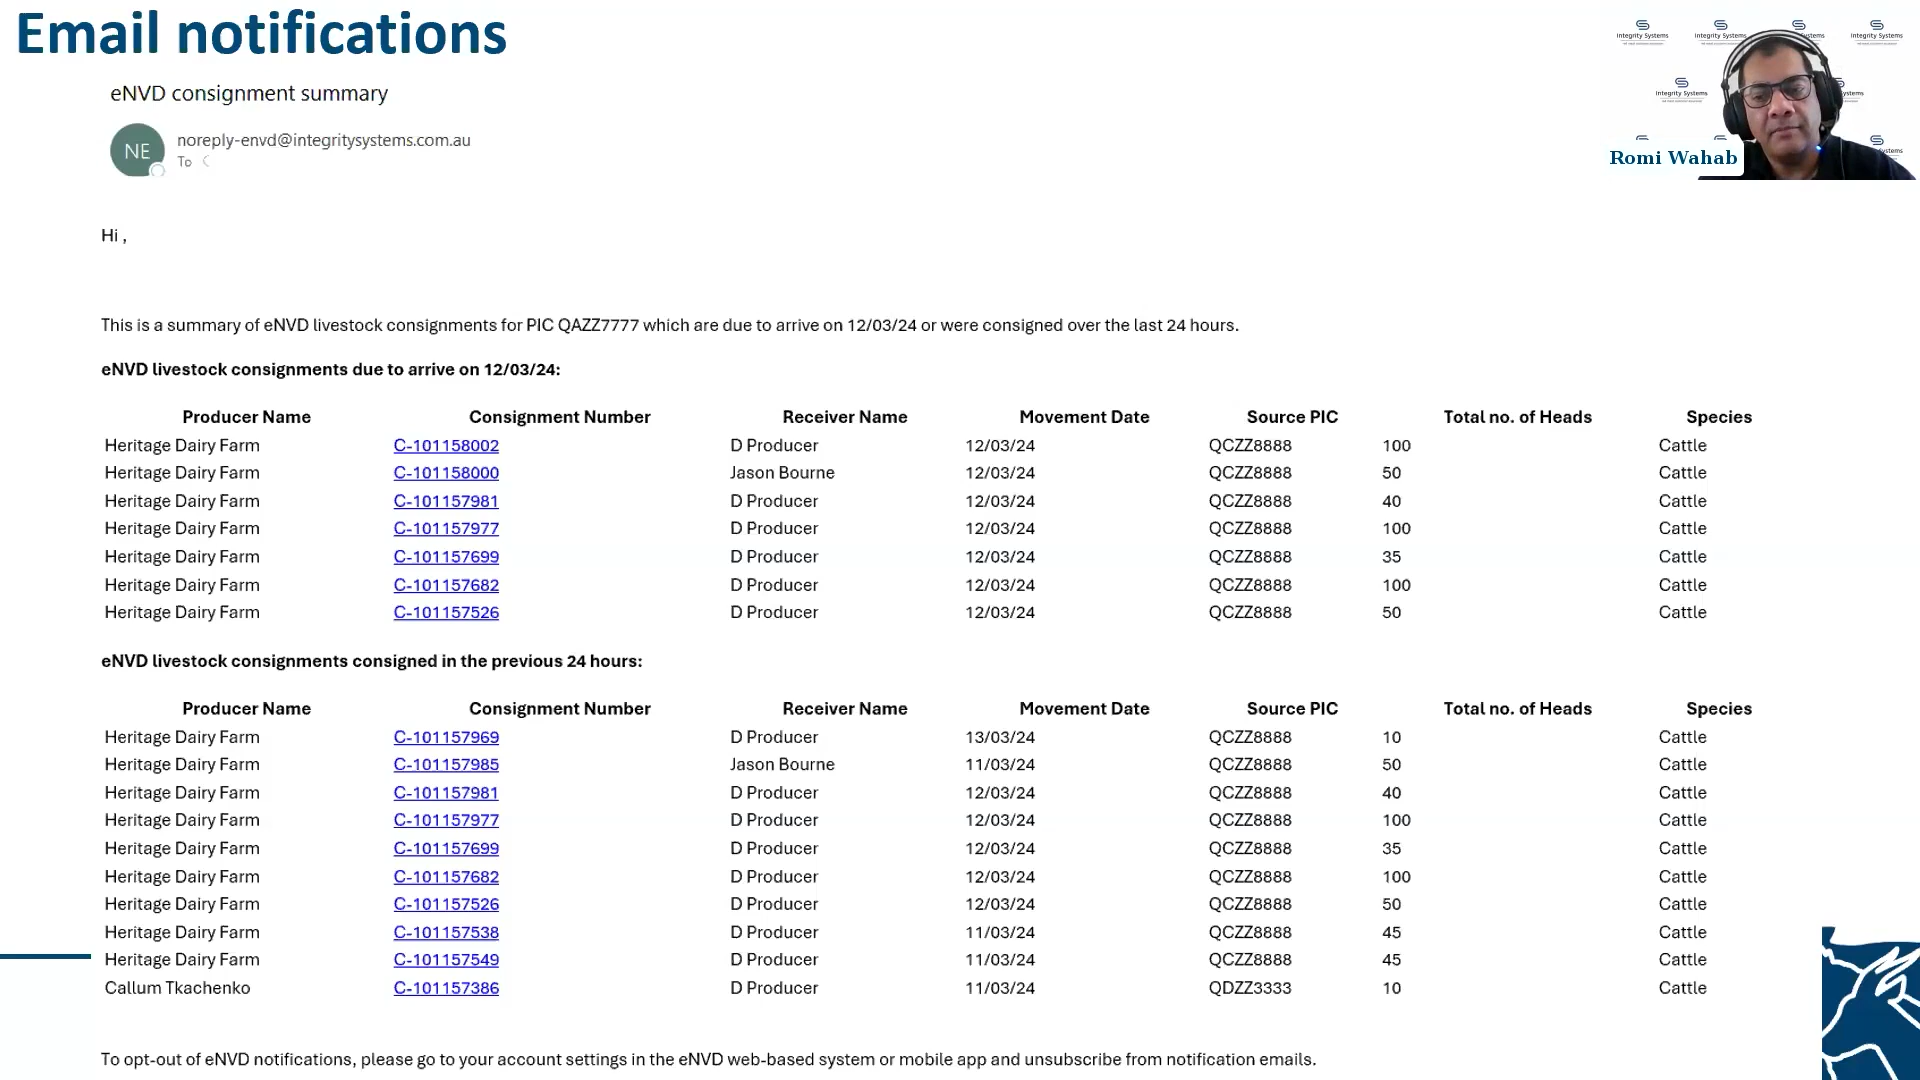 Email notifications
eNVD consignment summary
NE
noreply-envd@integritysystems.com.au
To
Integrity Systems Integrity Systems Systems Integrity Systems
Integrity Systems ystems
ystems
Romi Wahab
Hi ,
This is a summary of eNVD livestock consignments for PIC QAZZ7777 which are due to arrive on 12/03/24 or were consigned over the last 24 hours.
eNVD livestock consignments due to arrive on 12/03/24:
Producer Name Consignment Number Receiver Name Movement Date Source PIC Total no. of Heads Species
Heritage Dairy Farm C-101158002 D Producer 12/03/24 QCZZ8888 100 Cattle
Heritage Dairy Farm C-101158000 Jason Bourne 12/03/24 QCZZ8888 50 Cattle
Heritage Dairy Farm C-101157981 D Producer 12/03/24 QCZZ8888 40 Cattle
Heritage Dairy Farm C-101157977 D Producer 12/03/24 QCZZ8888 100 Cattle
Heritage Dairy Farm C-101157699 D Producer 12/03/24 QCZZ8888 35 Cattle
Heritage Dairy Farm C-101157682 D Producer 12/03/24 QCZZ8888 100 Cattle
Heritage Dairy Farm C-101157526 D Producer 12/03/24 QCZZ8888 50 Cattle
eNVD livestock consignments consigned in the previous 24 hours:
Producer Name Consignment Number Receiver Name Movement Date Source PIC Total no. of Heads Species
Heritage Dairy Farm C-101157969 D Producer 13/03/24 QCZZ8888 10 Cattle
Heritage Dairy Farm C-101157985 Jason Bourne 11/03/24 QCZZ8888 50 Cattle
Heritage Dairy Farm C-101157981 D Producer 12/03/24 QCZZ8888 40 Cattle
Heritage Dairy Farm C-101157977 D Producer 12/03/24 QCZZ8888 100 Cattle
Heritage Dairy Farm C-101157699 D Producer 12/03/24 QCZZ8888 35 Cattle
Heritage Dairy Farm C-101157682 D Producer 12/03/24 QCZZ8888 100 Cattle
Heritage Dairy Farm C-101157526 D Producer 12/03/24 QCZZ8888 50 Cattle
Heritage Dairy Farm C-101157538 D Producer 11/03/24 QCZZ8888 45 Cattle
Heritage Dairy Farm C-101157549 D Producer 11/03/24 QCZZ8888 45 Cattle
Callum Tkachenko C-101157386 D Producer 11/03/24 QDZZ3333 10 Cattle
To opt-out of eNVD notifications, please go to your account settings in the eNVD web-based system or mobile app and unsubscribe from notification emails.